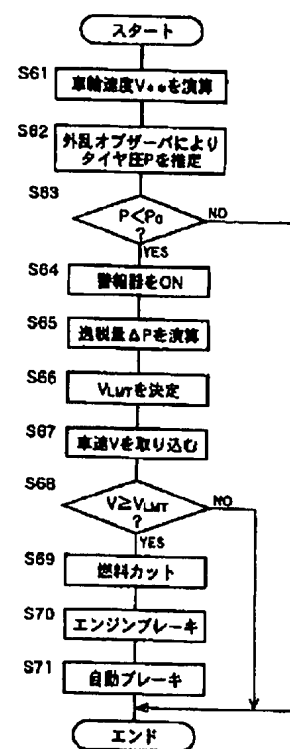 スタート
S61
車輪速度V**を演算
S62
外乱オブザーバにより
タイヤ圧Pを推定
S63
P<P₀
?
NO
YES
S64
警報器をON
S65
逸脱量ΔPを演算
S66
VLMTを決定
S67
車速Vを取り込む
S68
V≧VLMT
?
NO
YES
S69
燃料カット
S70
エンジンブレーキ
S71
自動ブレーキ
エンド